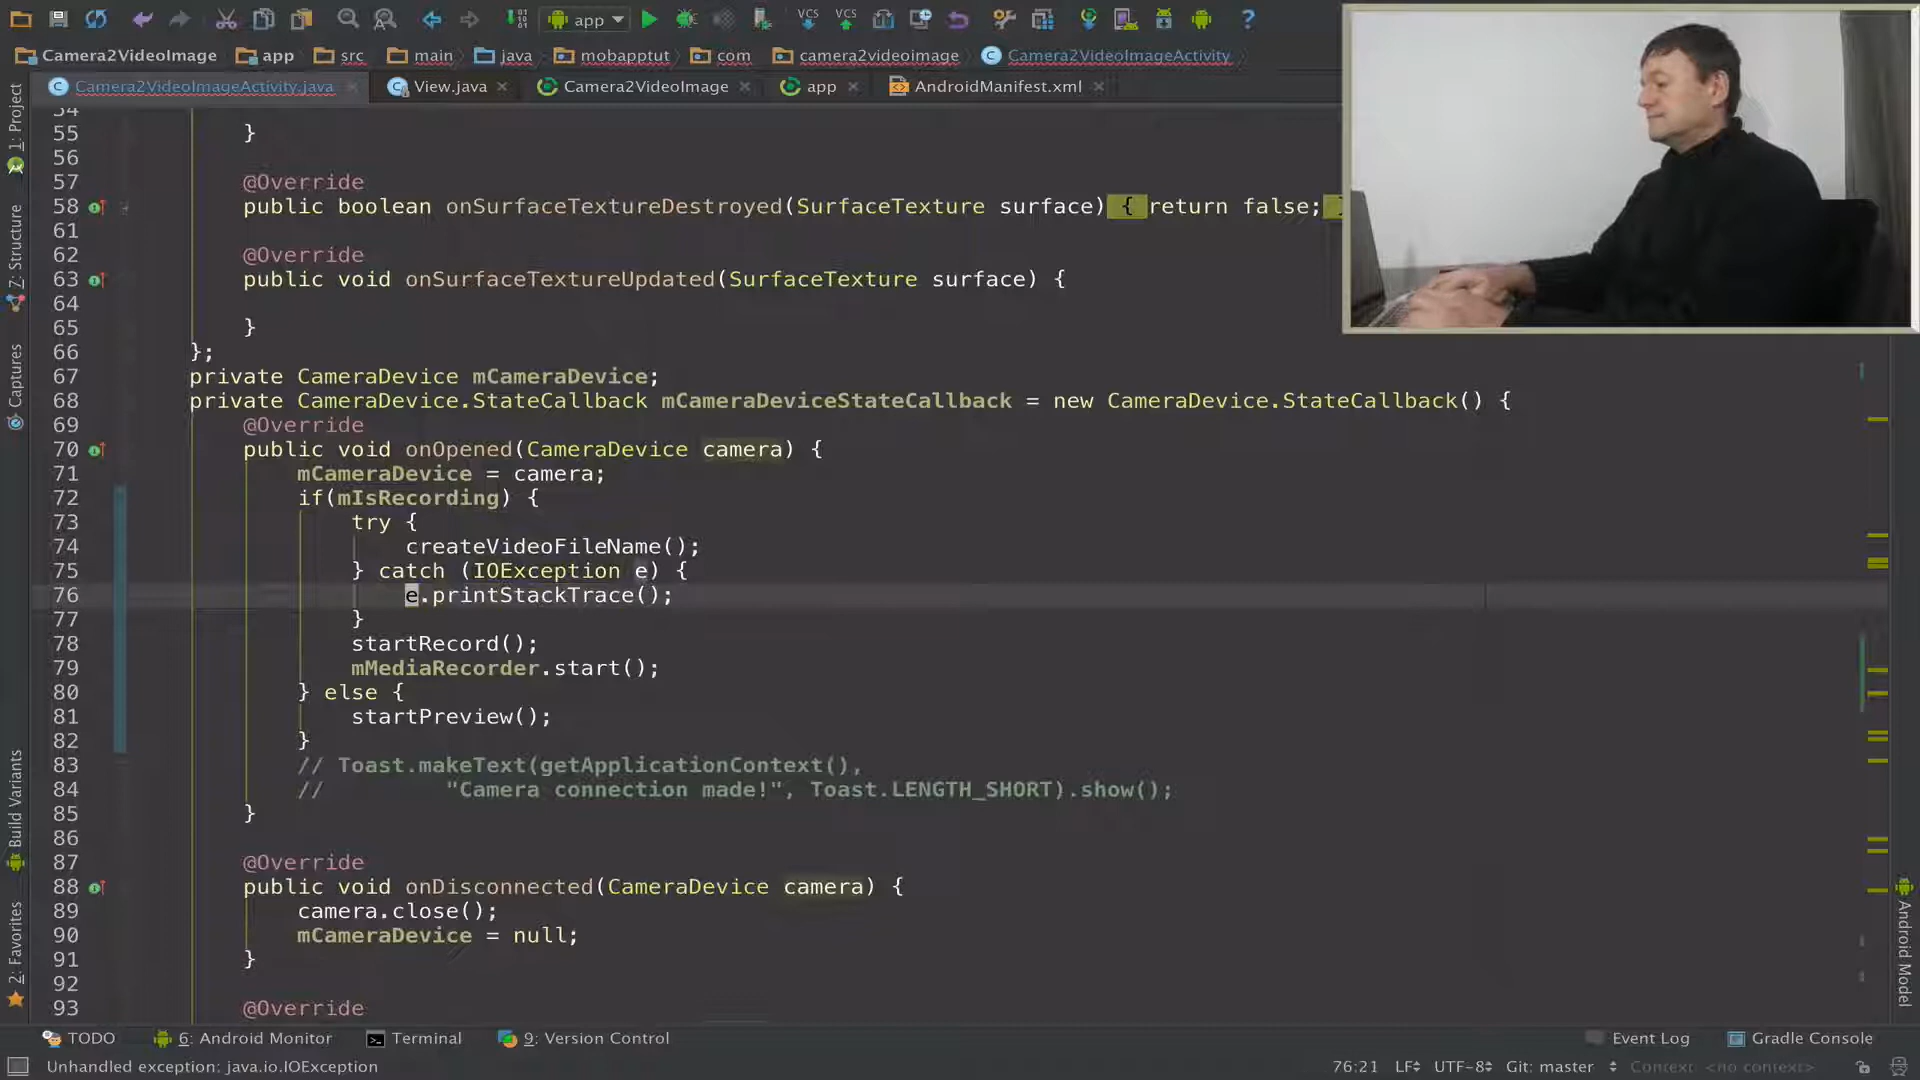 app
Camera2VideoImage
app
src
main
java
mobapptut
com
camera2videoimage
Camera2VideoImageActivity
Camera2VideoImageActivity.java
View.java
Camera2VideoImage
app
AndroidManifest.xml
1: Project
7: Structure
Captures
Build Variants
2: Favorites
Android Model
54
55 }
56
57 @Override
58 public boolean onSurfaceTextureDestroyed(SurfaceTexture surface) { return false; }
61
62 @Override
63 public void onSurfaceTextureUpdated(SurfaceTexture surface) {
64
65 }
66 };
67 private CameraDevice mCameraDevice;
68 private CameraDevice.StateCallback mCameraDeviceStateCallback = new CameraDevice.StateCallback() {
69 @Override
70 public void onOpened(CameraDevice camera) {
71 mCameraDevice = camera;
72 if(mIsRecording) {
73 try {
74 createVideoFileName();
75 } catch (IOException e) {
76 e.printStackTrace();
77 }
78 startRecord();
79 mMediaRecorder.start();
80 } else {
81 startPreview();
82 }
83 // Toast.makeText(getApplicationContext(),
84 // "Camera connection made!", Toast.LENGTH_SHORT).show();
85 }
86
87 @Override
88 public void onDisconnected(CameraDevice camera) {
89 camera.close();
90 mCameraDevice = null;
91 }
92
93 @Override
TODO
6: Android Monitor
Terminal
9: Version Control
Event Log
Gradle Console
Unhandled exception: java.io.IOException
76:21 LF UTF-8 Git: master Context: <no context>